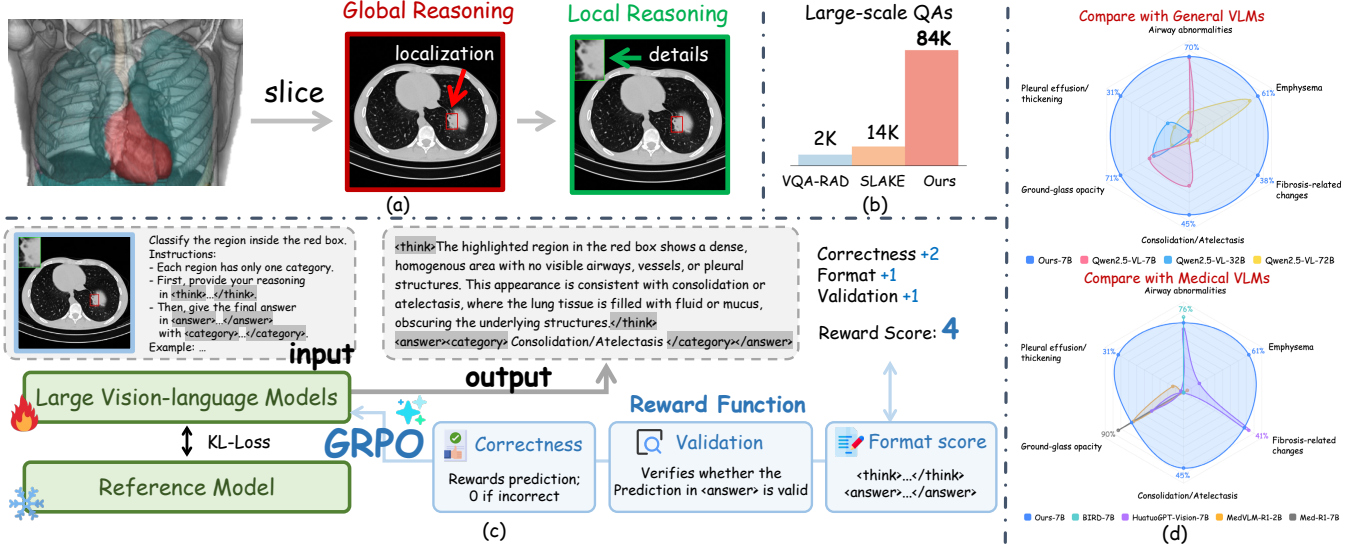 slice
Global Reasoning
localization
Local Reasoning
details
(a)
Large-scale QAs
84K
14K
2K
VQA-RAD SLAKE Ours
(b)
Classify the region inside the red box.
Instructions:
- Each region has only one category.
- First, provide your reasoning
in <think>...</think>.
- Then, give the final answer
in <answer>...</answer>
with <category>...</category>.
Example: ...
input
<think>The highlighted region in the red box shows a dense,
homogenous area with no visible airways, vessels, or pleural
structures. This appearance is consistent with consolidation or
atelectasis, where the lung tissue is filled with fluid or mucus,
obscuring the underlying structures.</think>
<answer><category> Consolidation/Atelectasis </category></answer>
output
Correctness +2
Format +1
Validation +1
Reward Score: 4
Large Vision-language Models
KL-Loss
Reference Model
GRPO
Reward Function
Correctness
Rewards prediction;
0 if incorrect
Validation
Verifies whether the
Prediction in <answer> is valid
Format score
<think>...</think>
<answer>...</answer>
(c)
Compare with General VLMs
Airway abnormalities
70%
Pleural effusion/
thickening
31%
61%
Emphysema
Ground-glass opacity
71%
38%
Fibrosis-related
changes
45%
Consolidation/Atelectasis
Ours-7B Qwen2.5-VL-7B Qwen2.5-VL-32B Qwen2.5-VL-72B
Compare with Medical VLMs
Airway abnormalities
76%
Pleural effusion/
thickening
31%
61%
Emphysema
Ground-glass opacity
90%
41%
Fibrosis-related
changes
45%
Consolidation/Atelectasis
Ours-7B BIRD-7B HuatuoGPT-Vision-7B MedVLM-R1-2B Med-R1-7B
(d)